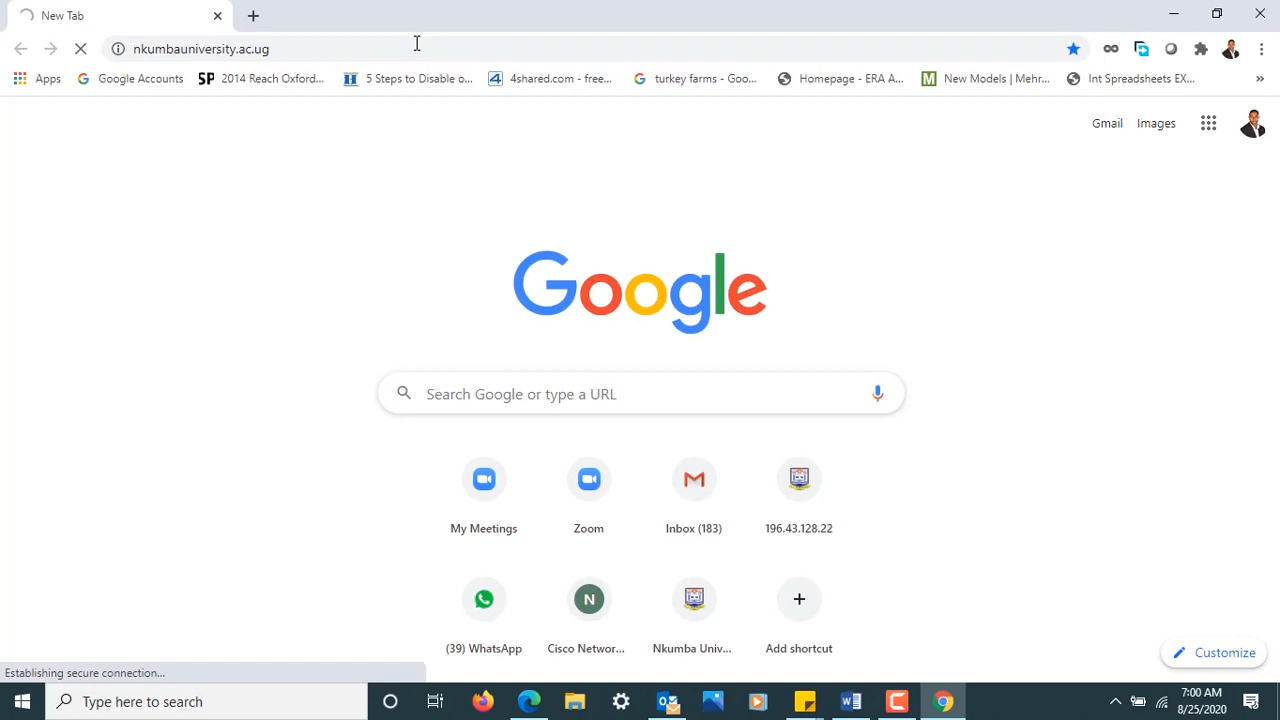 New Tab
nkumbauniversity.ac.ug
Apps Google Accounts SP 2014 Reach Oxford... 5 Steps to Disable o... 4 4shared.com - free... turkey farms - Goo... Homepage - ERA A... M New Models | Mehr... Int Spreadsheets EX... »
Gmail Images
Google
Search Google or type a URL
My Meetings Zoom Inbox (183) 196.43.128.22
N
(39) WhatsApp Cisco Networ... Nkumba Univ... Add shortcut
Customize
Establishing secure connection...
Type here to search
7:00 AM
8/25/2020